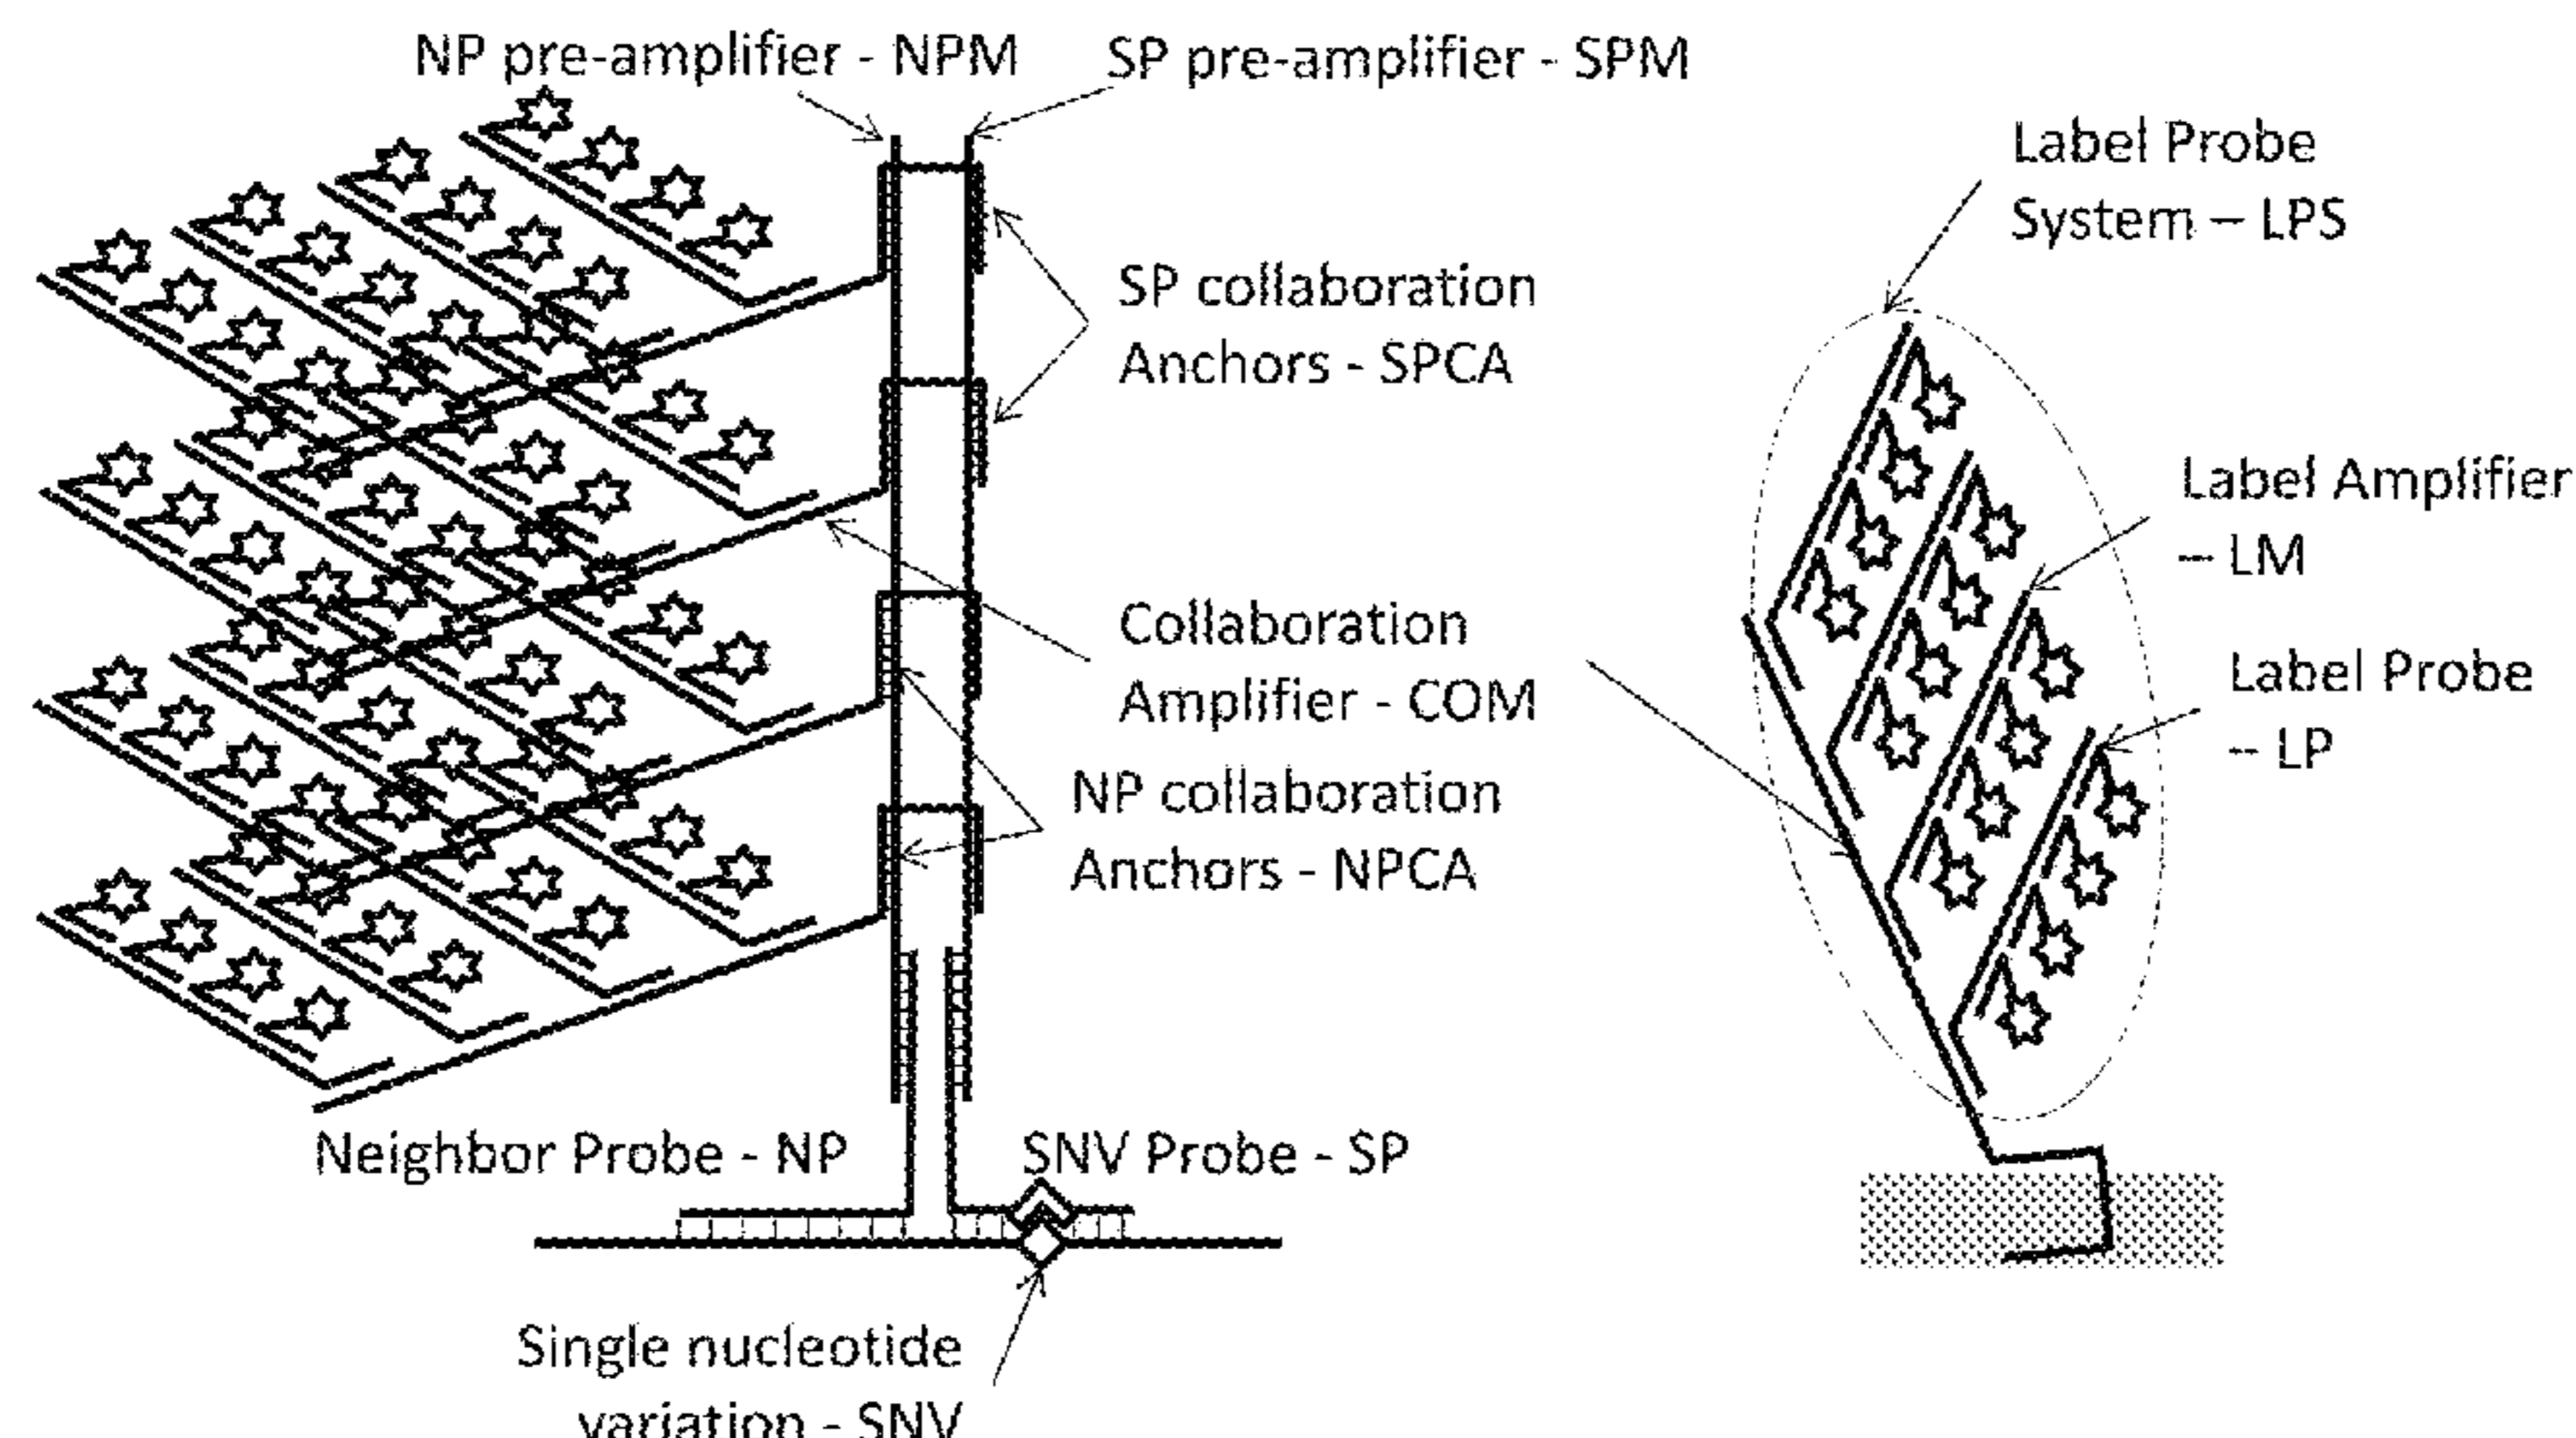 NP pre-amplifier - NPM
SP pre-amplifier - SPM
Label Probe
System – LPS
SP collaboration
Anchors - SPCA
Label Amplifier
– LM
Collaboration
Amplifier - COM
Label Probe
– LP
NP collaboration
Anchors - NPCA
Neighbor Probe - NP
SNV Probe - SP
Single nucleotide
variation - SNV